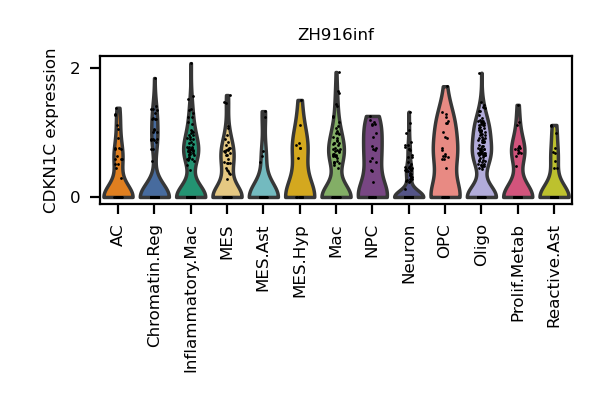 ZH916inf
CDKN1C expression
2
0
AC
Chromatin.Reg
Inflammatory.Mac
MES
MES.Ast
MES.Hyp
Mac
NPC
Neuron
OPC
Oligo
Prolif.Metab
Reactive.Ast